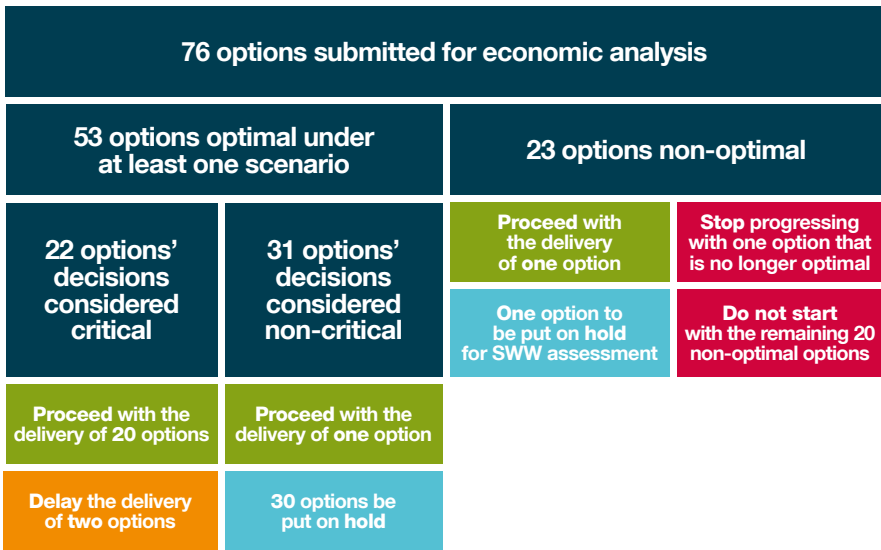 76 options submitted for economic analysis
53 options optimal under
at least one scenario
23 options non-optimal
22 options’
decisions
considered
critical
31 options’
decisions
considered
non-critical
Proceed with
the delivery
of one option
Stop progressing
with one option that
is no longer optimal
One option to
be put on hold
for SWW assessment
Do not start
with the remaining 20
non-optimal options
Proceed with the
delivery of 20 options
Proceed with the
delivery of one option
Delay the delivery
of two options
30 options be
put on hold